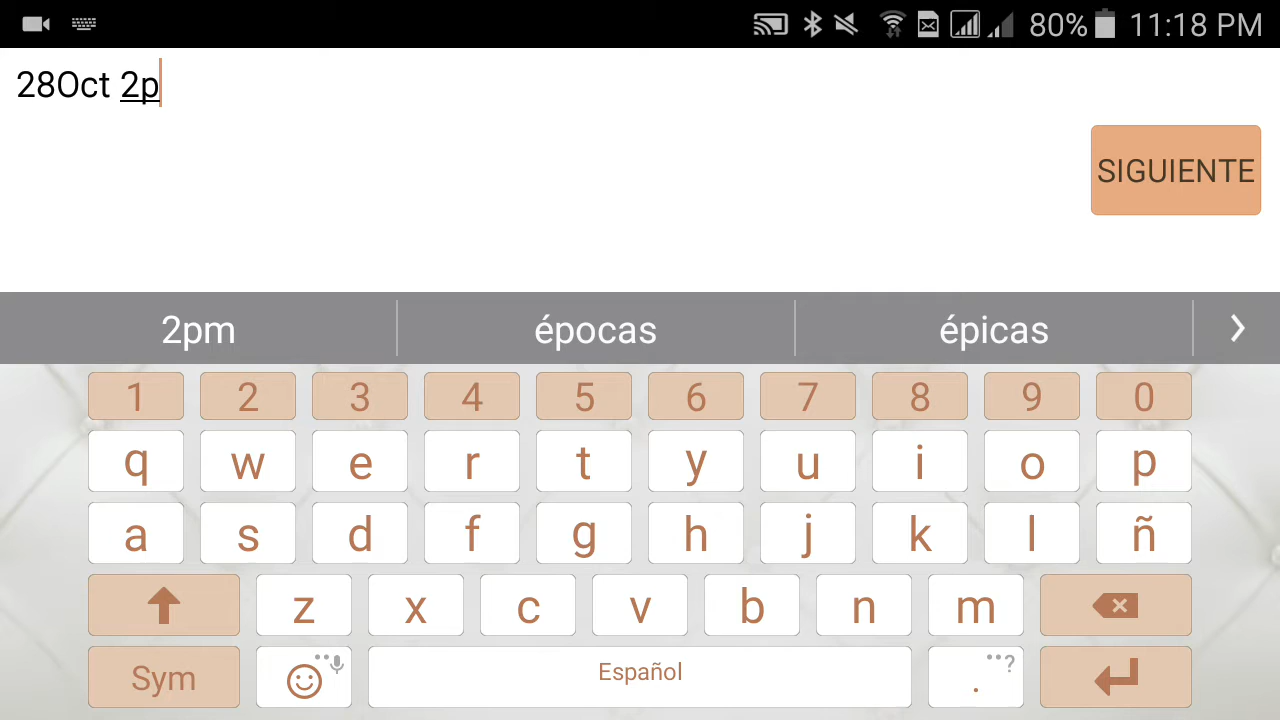 80% 11:18 PM
28Oct 2p
SIGUIENTE
2pm épocas épicas
1 2 3 4 5 6 7 8 9 0
q w e r t y u i o p
a s d f g h j k l ñ
z x c v b n m
Sym Español . ?